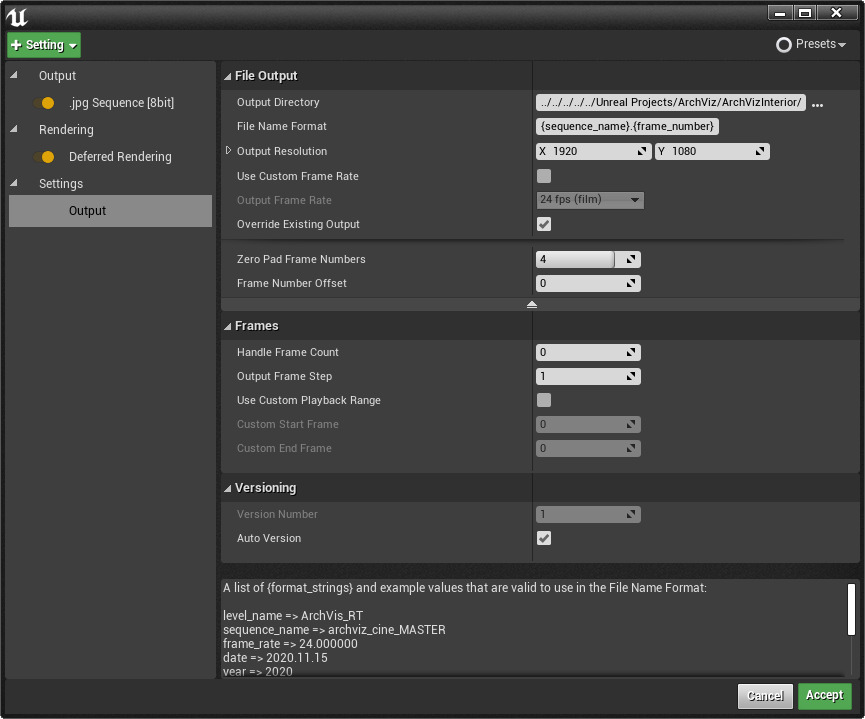 + Setting
Presets
Output
.jpg Sequence [8bit]
Rendering
Deferred Rendering
Settings
Output
File Output
Output Directory ../../../../../Unreal Projects/ArchViz/ArchVizInterior/ ...
File Name Format {sequence_name}.{frame_number}
Output Resolution X 1920 Y 1080
Use Custom Frame Rate
Output Frame Rate 24 fps (film)
Override Existing Output
Zero Pad Frame Numbers 4
Frame Number Offset 0
Frames
Handle Frame Count 0
Output Frame Step 1
Use Custom Playback Range
Custom Start Frame 0
Custom End Frame 0
Versioning
Version Number 1
Auto Version
A list of {format_strings} and example values that are valid to use in the File Name Format:
level_name => ArchVis_RT
sequence_name => archviz_cine_MASTER
frame_rate => 24.000000
date => 2020.11.15
year => 2020
Cancel Accept